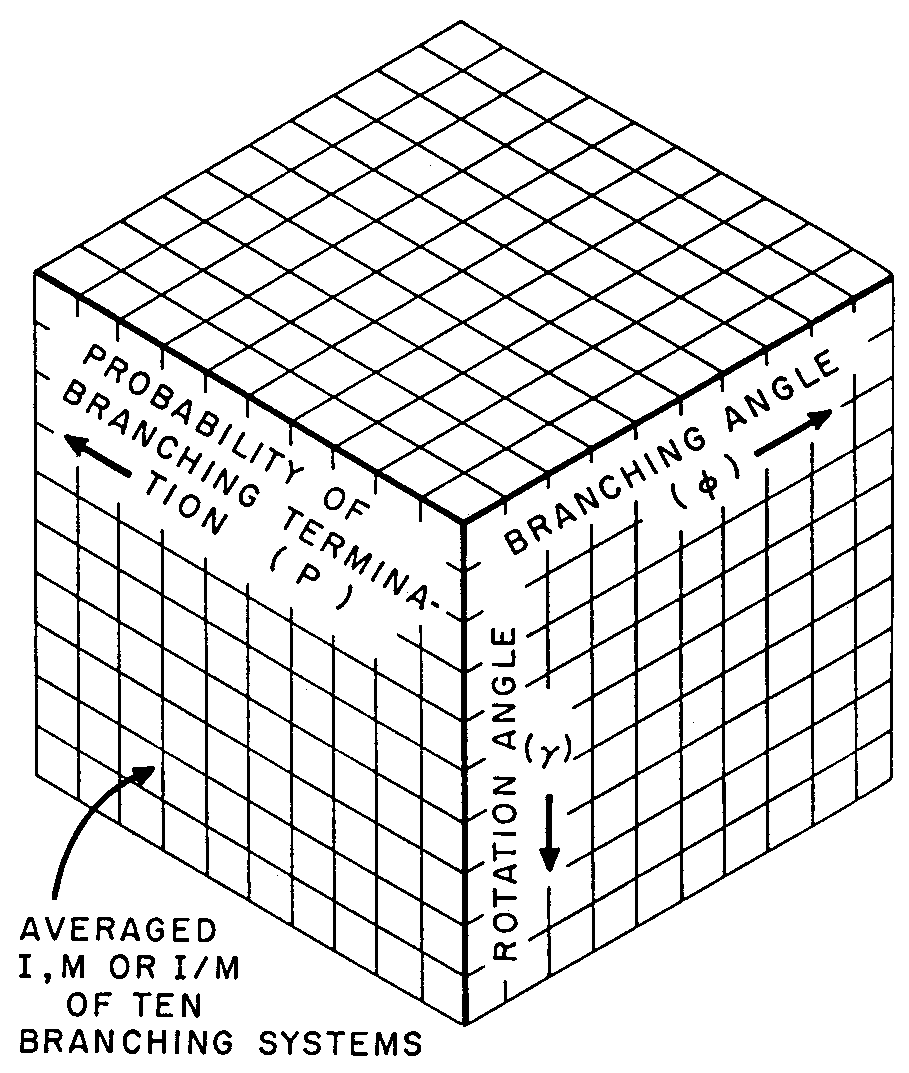 PROBABILITY OF
BRANCHING TERMINA-
TION (P)
BRANCHING ANGLE
(ϕ)
ROTATION ANGLE
(γ)
AVERAGED
I,M OR I/M
OF TEN
BRANCHING SYSTEMS